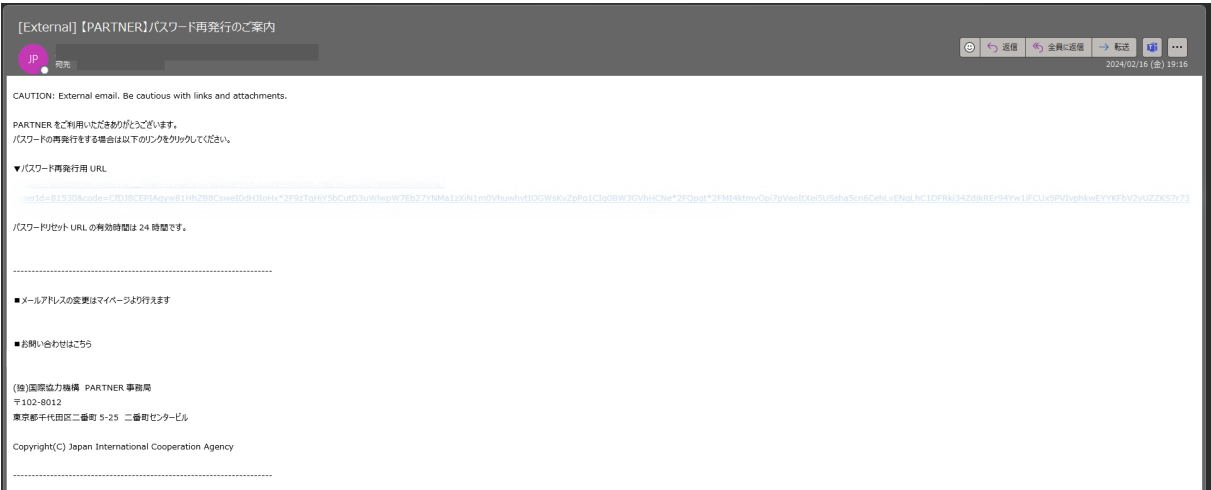 [External] 【PARTNER】パスワード再発行のご案内
JP
宛先
返信
全員に返信
転送
2024/02/16 (金) 19:16
CAUTION: External email. Be cautious with links and attachments.
PARTNER をご利用いただきありがとうございます。
パスワードの再発行をする場合は以下のリンクをクリックしてください。
▼パスワード再発行用 URL
パスワードリセット URL の有効時間は 24 時間です。
----------------------------------------------------------------------
■メールアドレスの変更はマイページより行えます
■お問い合わせはこちら
(独)国際協力機構 PARTNER 事務局
〒102-8012
東京都千代田区二番町 5-25 二番町センタービル
Copyright(C) Japan International Cooperation Agency
----------------------------------------------------------------------